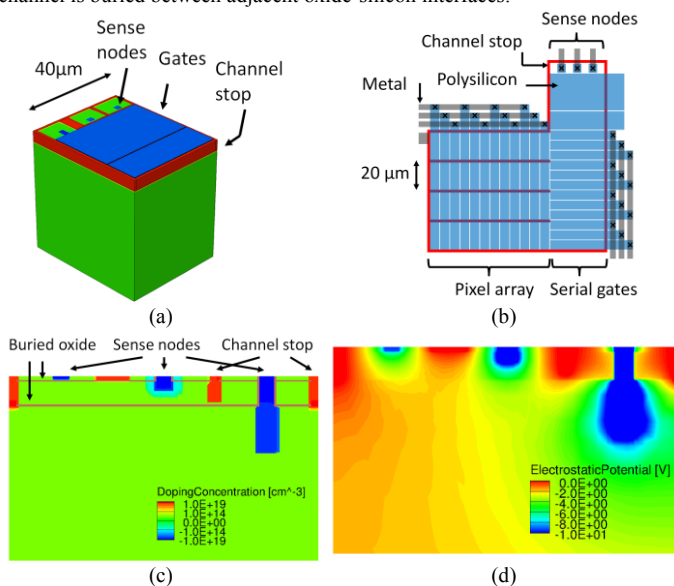 channel is buried between adjacent oxide-silicon interfaces.
Sense
nodes
40μm
Gates
Channel
stop
(a)
Sense nodes
Channel stop
Polysilicon
Metal
20 μm
Pixel array
Serial gates
(b)
Buried oxide
Sense nodes
Channel stop
DopingConcentration [cm^-3]
1.0E+19
1.0E+14
0.0E+00
-1.0E+14
-1.0E+19
(c)
ElectrostaticPotential [V]
0.0E+00
-2.0E+00
-4.0E+00
-6.0E+00
-8.0E+00
-1.0E+01
(d)